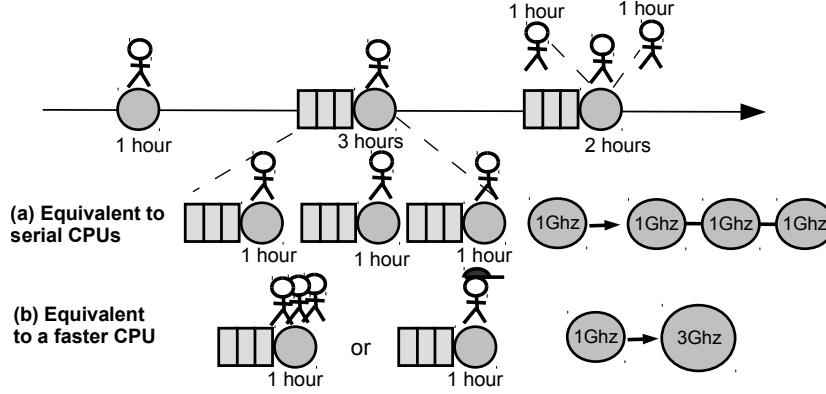 1 hour
1 hour
1 hour
3 hours
2 hours
(a) Equivalent to
serial CPUs
1 hour
1 hour
1 hour
1Ghz
1Ghz
1Ghz
1Ghz
(b) Equivalent
to a faster CPU
1 hour
or
1 hour
1Ghz
3Ghz